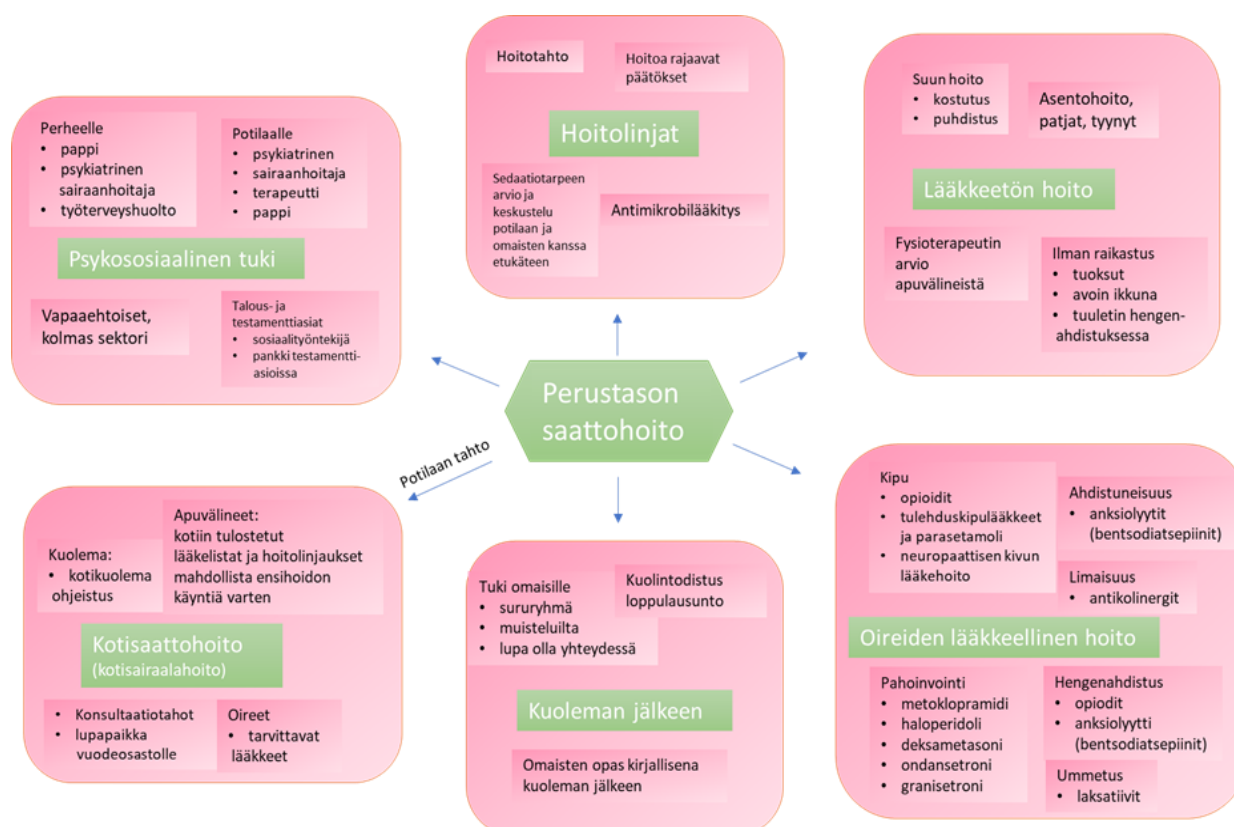 Hoitotahto
Hoitoa rajaavat
päätökset
Hoitolinjat
Sedaatiotarpeen
arvio ja
keskustelu
potilaan ja
omaisten kanssa
etukäteen
Antimikrobilääkitys
Perheelle
• pappi
• psykiatrinen
sairaanhoitaja
• työterveyshuolto
Potilaalle
• psykiatrinen
• sairaanhoitaja
• terapeutti
• pappi
Psykososiaalinen tuki
Vapaaehtoiset,
kolmas sektori
Talous- ja
testamenttiasiat
• sosiaalityöntekijä
• pankki testamentti-
asioissa
Suun hoito
• kostutus
• puhdistus
Asentohoito,
patjat, tyynyt
Lääkkeetön hoito
Fysioterapeutin
arvio
apuvälineistä
Ilman raikastus
• tuoksut
• avoin ikkuna
• tuuletin hengen-
ahdistuksessa
Perustason
saattohoito
Potilaan tahto
Kuolema:
• kotikuolema
ohjeistus
Apuvälineet:
kotiin tulostetut
lääkelistat ja hoitolinjaukset
mahdollista ensihoidon
käyntiä varten
Kotisaattohoito
(kotisairaalahoito)
• Konsultaatiotahot
• lupapaikka
vuodeosastolle
Oireet
• tarvittavat
lääkkeet
Tuki omaisille
• sururyhmä
• muisteluilta
• lupa olla yhteydessä
Kuolintodistus
loppulausunto
Kuoleman jälkeen
Omaisten opas kirjallisena
kuoleman jälkeen
Kipu
• opioidit
• tulehduskipulääkkeet
ja parasetamoli
• neuropaattisen kivun
lääkehoito
Ahdistuneisuus
• anksiolyytit
(bentsodiatsepiinit)
Limaisuus
• antikolinergit
Oireiden lääkkeellinen hoito
Pahoinvointi
• metoklopramidi
• haloperidoli
• deksametasoni
• ondansetroni
• granisetroni
Hengenahdistus
• opiodit
• anksiolyytti
(bentsodiatsepiinit)
Ummetus
• laksatiivit